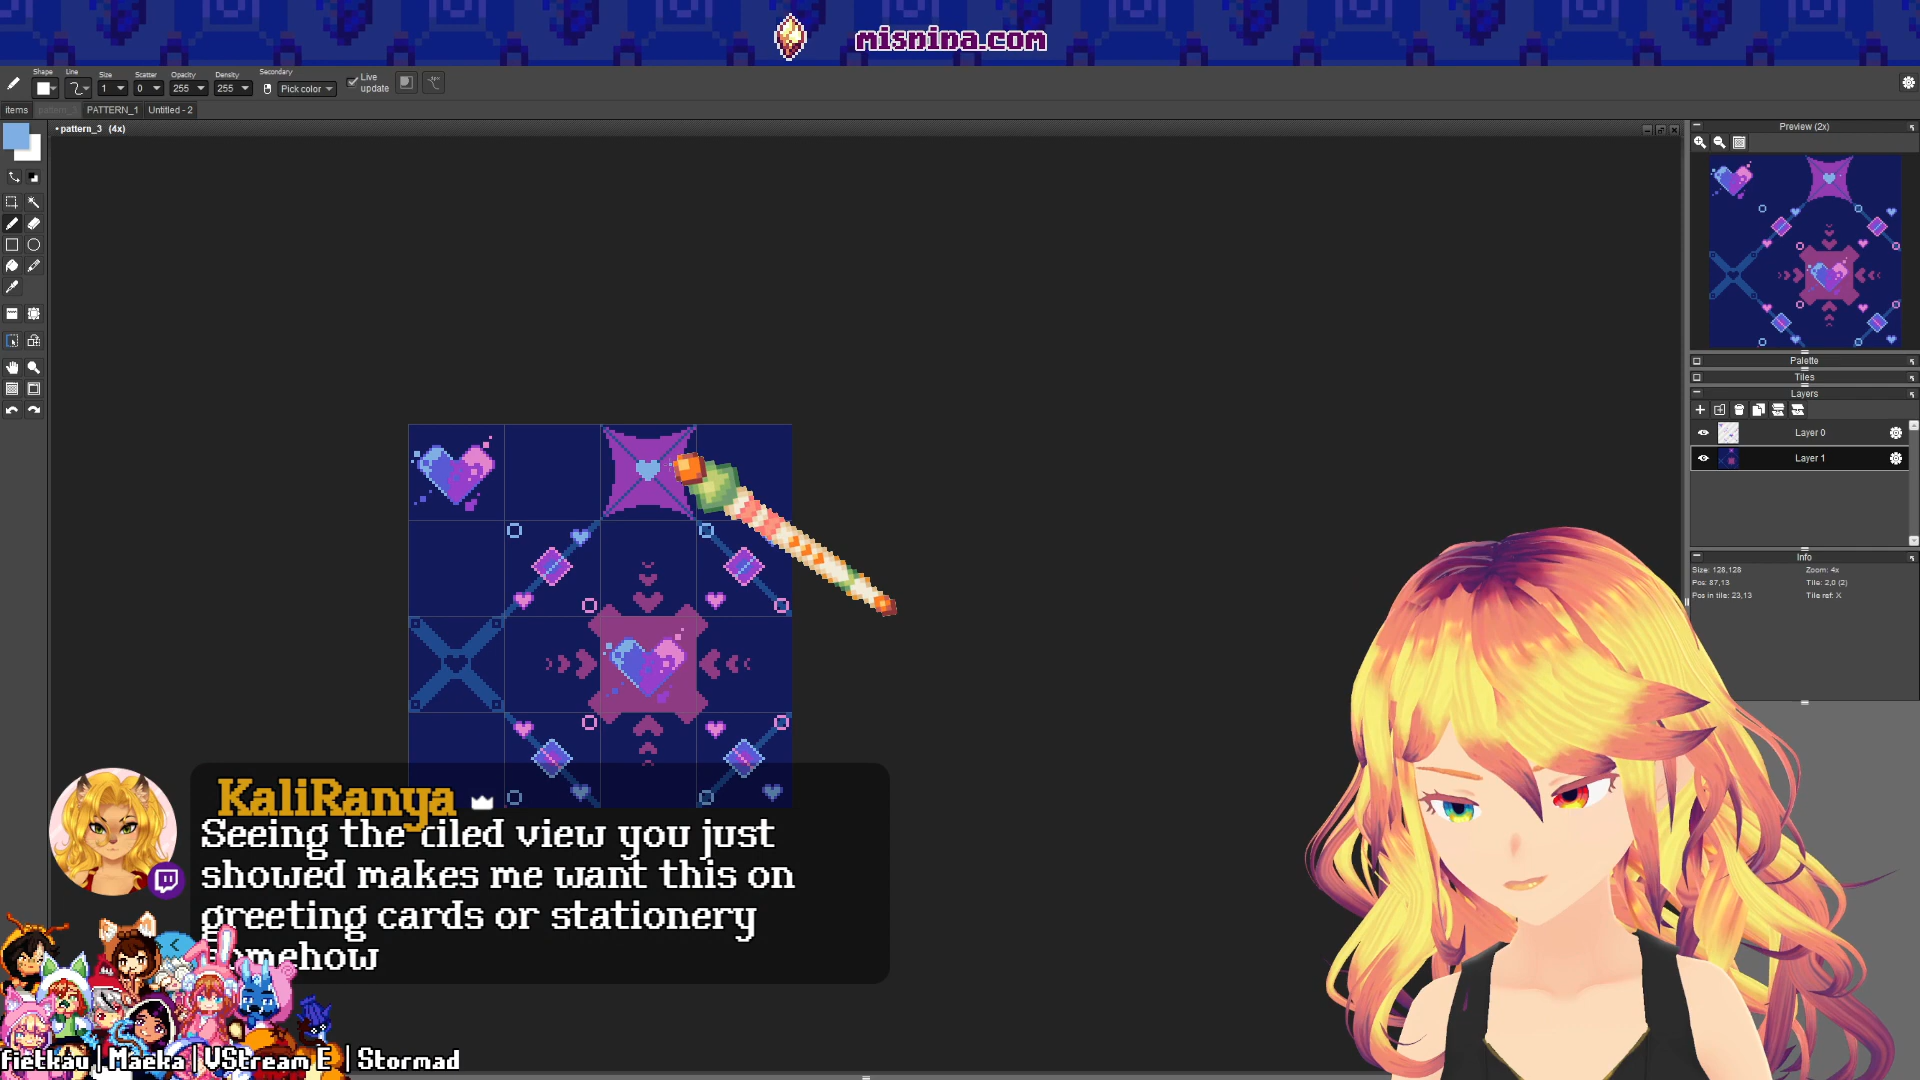 misnina.com
Shape
Line
Size
Scatter
Opacity
Density
Secondary
1
0
255
255
Pick color
Live
update
items
pattern_3
PATTERN_1
Untitled - 2
•pattern_3 (4x)
Preview (2x)
Palette
Tiles
Layers
Layer 0
Layer 1
Info
Size: 128,128
Zoom: 4x
Pos: 87,13
Tile: 2,0 (2)
Pos in tile: 23,13
Tile ref: X
KaliRanya
Seeing the tiled view you just
showed makes me want this on
greeting cards or stationery
somehow
fietkau | Maeka | VStream E | Stormad